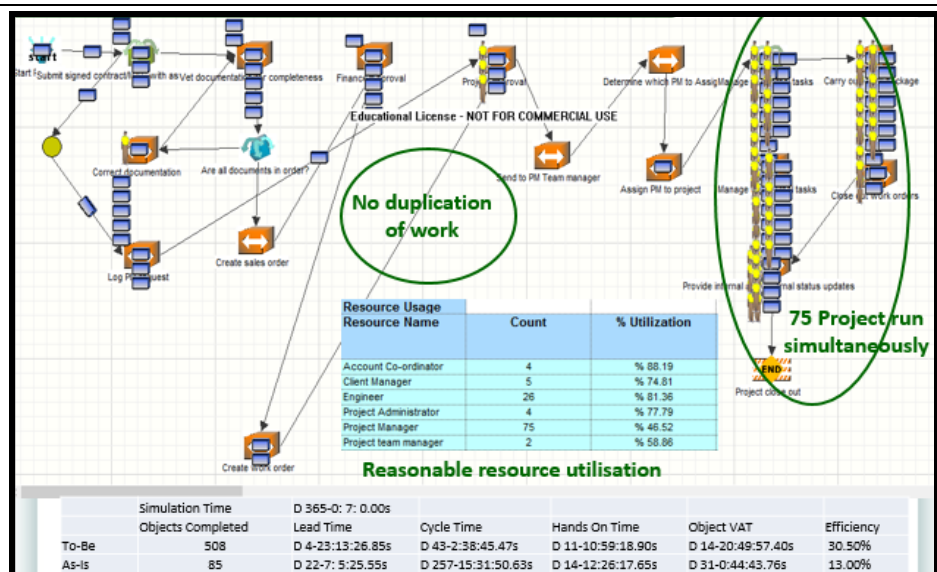 start
Submit signed contract
Vet documentation for completeness
Finance approval
Project approval
Determine which PM to Assig
Manage
tasks
Carry ou
package
Educational License - NOT FOR COMMERCIAL USE
Correct documentation
Are all documents in order?
Send to PM Team manager
Assign PM to project
Manage
tasks
Close out work orders
No duplication
of work
Create sales order
Log PM request
Provide internal
status updates
75 Project run
simultaneously
END
Project close out
Resource Usage
Resource Name Count % Utilization
Account Co-ordinator 4 % 88.19
Client Manager 5 % 74.81
Engineer 26 % 81.36
Project Administrator 4 % 77.79
Project Manager 75 % 46.52
Project team manager 2 % 58.86
Create work order
Reasonable resource utilisation
Simulation Time D 365-0: 7: 0.00s
Objects Completed Lead Time Cycle Time Hands On Time Object VAT Efficiency
To-Be 508 D 4-23:13:26.85s D 43-2:38:45.47s D 11-10:59:18.90s D 14-20:49:57.40s 30.50%
As-Is 85 D 22-7: 5:25.55s D 257-15:31:50.63s D 14-12:26:17.65s D 31-0:44:43.76s 13.00%